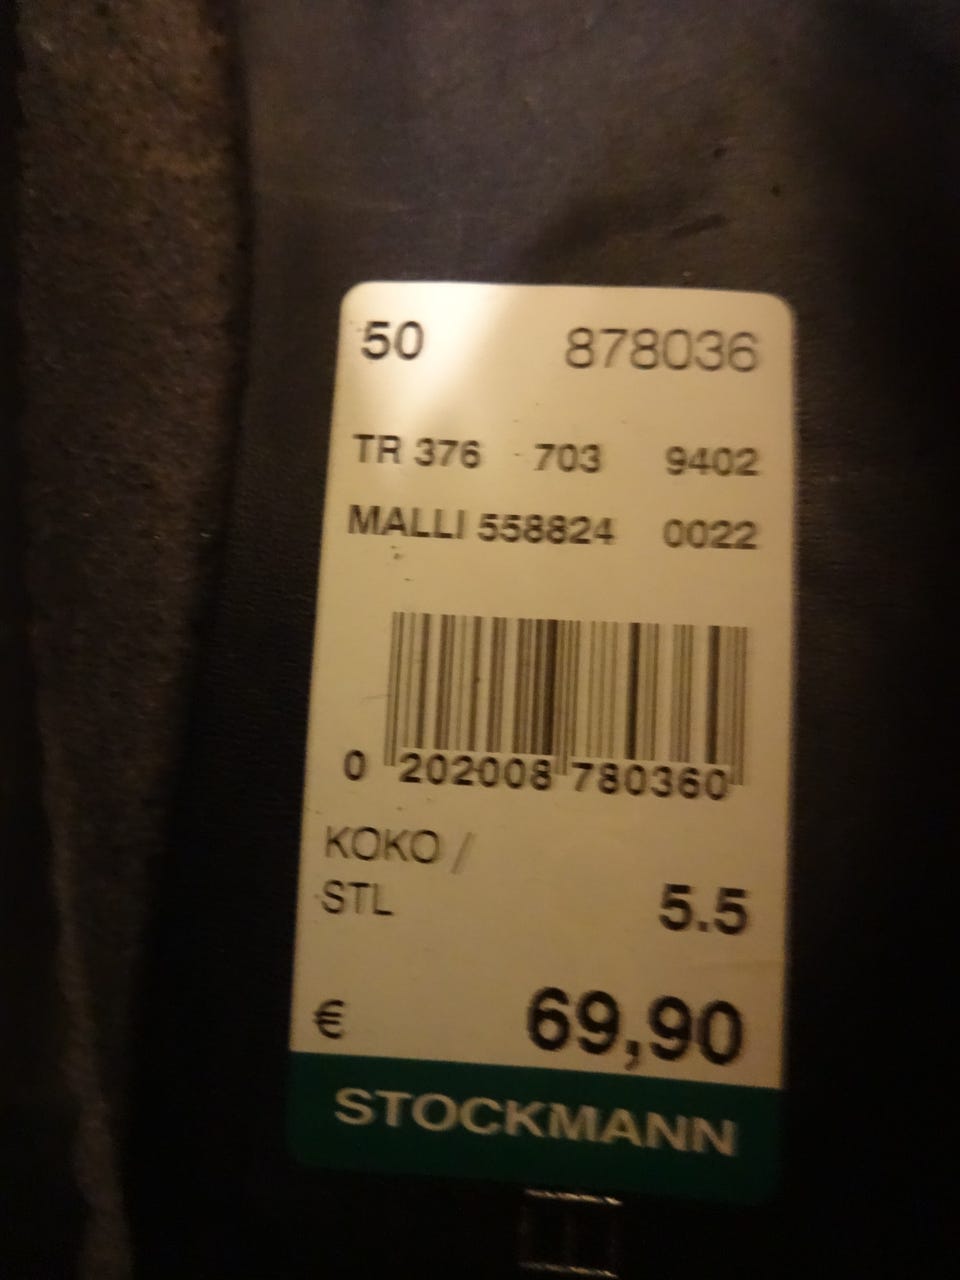 50 878036
TR 376 703 9402
MALLI 558824 0022
0 202008 780360
KOKO /
STL 5.5
€ 69,90
STOCKMANN